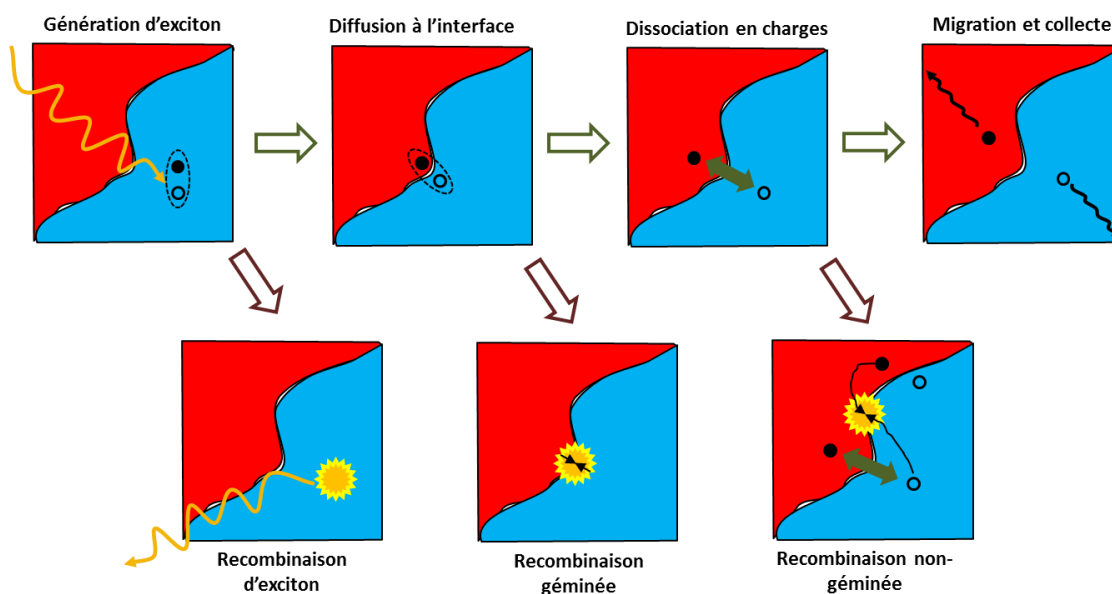 Génération d'exciton
Diffusion à l'interface
Dissociation en charges
Migration et collecte
Recombinaison
d'exciton
Recombinaison
géminée
Recombinaison non-
géminée